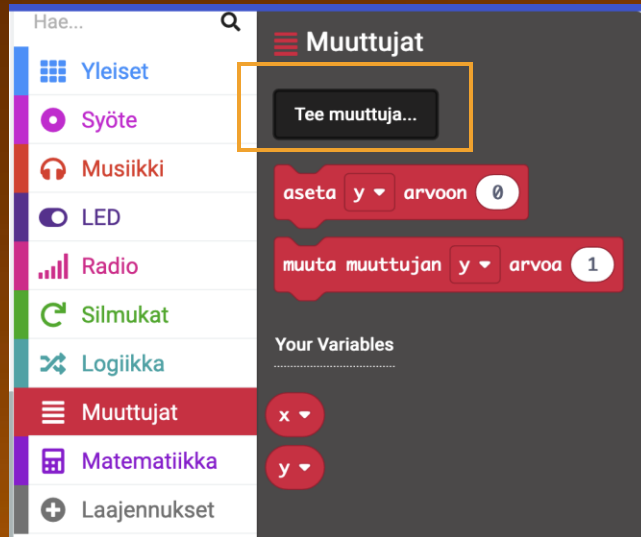 Hae...
Yleiset
Syöte
Musiikki
LED
Radio
Silmukat
Logiikka
Muuttujat
Matematiikka
Laajennukset
Muuttujat
Tee muuttuja...
aseta y arvoon 0
muuta muuttujan y arvoa 1
Your Variables
x
y